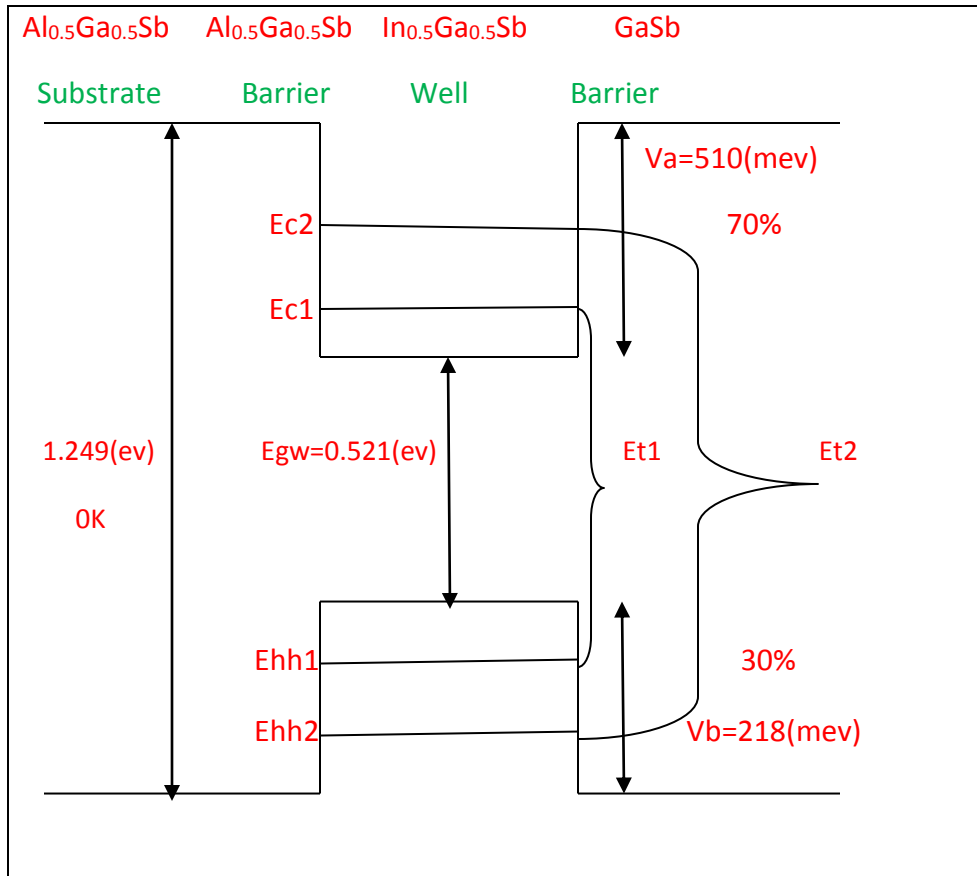 Al₀.₅Ga₀.₅Sb Al₀.₅Ga₀.₅Sb In₀.₅Ga₀.₅Sb GaSb
Substrate Barrier Well Barrier
Va=510(mev)
Ec2 70%
Ec1
1.249(ev) Egw=0.521(ev) Et1 Et2
0K
Ehh1 30%
Ehh2 Vb=218(mev)